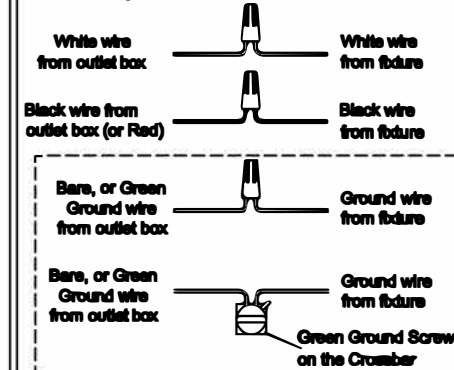 White wire
from outlet box
White wire
from fixture
Black wire from
outlet box (or Red)
Black wire
from fixture
Bare, or Green
Ground wire
from outlet box
Ground wire
from fixture
Bare, or Green
Ground wire
from outlet box
Ground wire
from fixture
Green Ground Screw
on the Crossbar